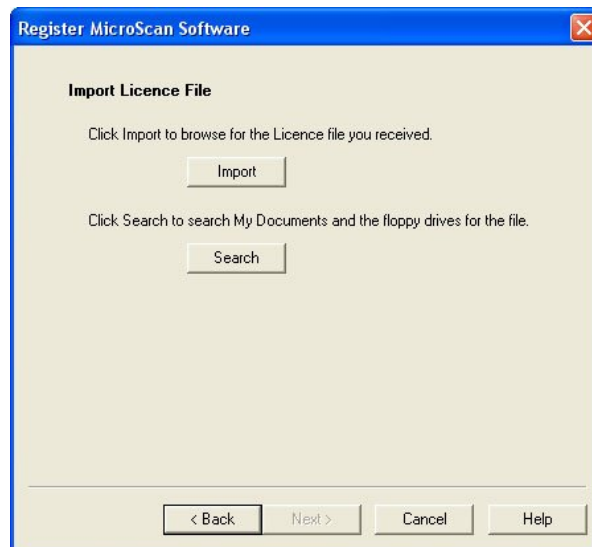 Register MicroScan Software
Import Licence File
Click Import to browse for the Licence file you received.
Import
Click Search to search My Documents and the floppy drives for the file.
Search
< Back Next > Cancel Help